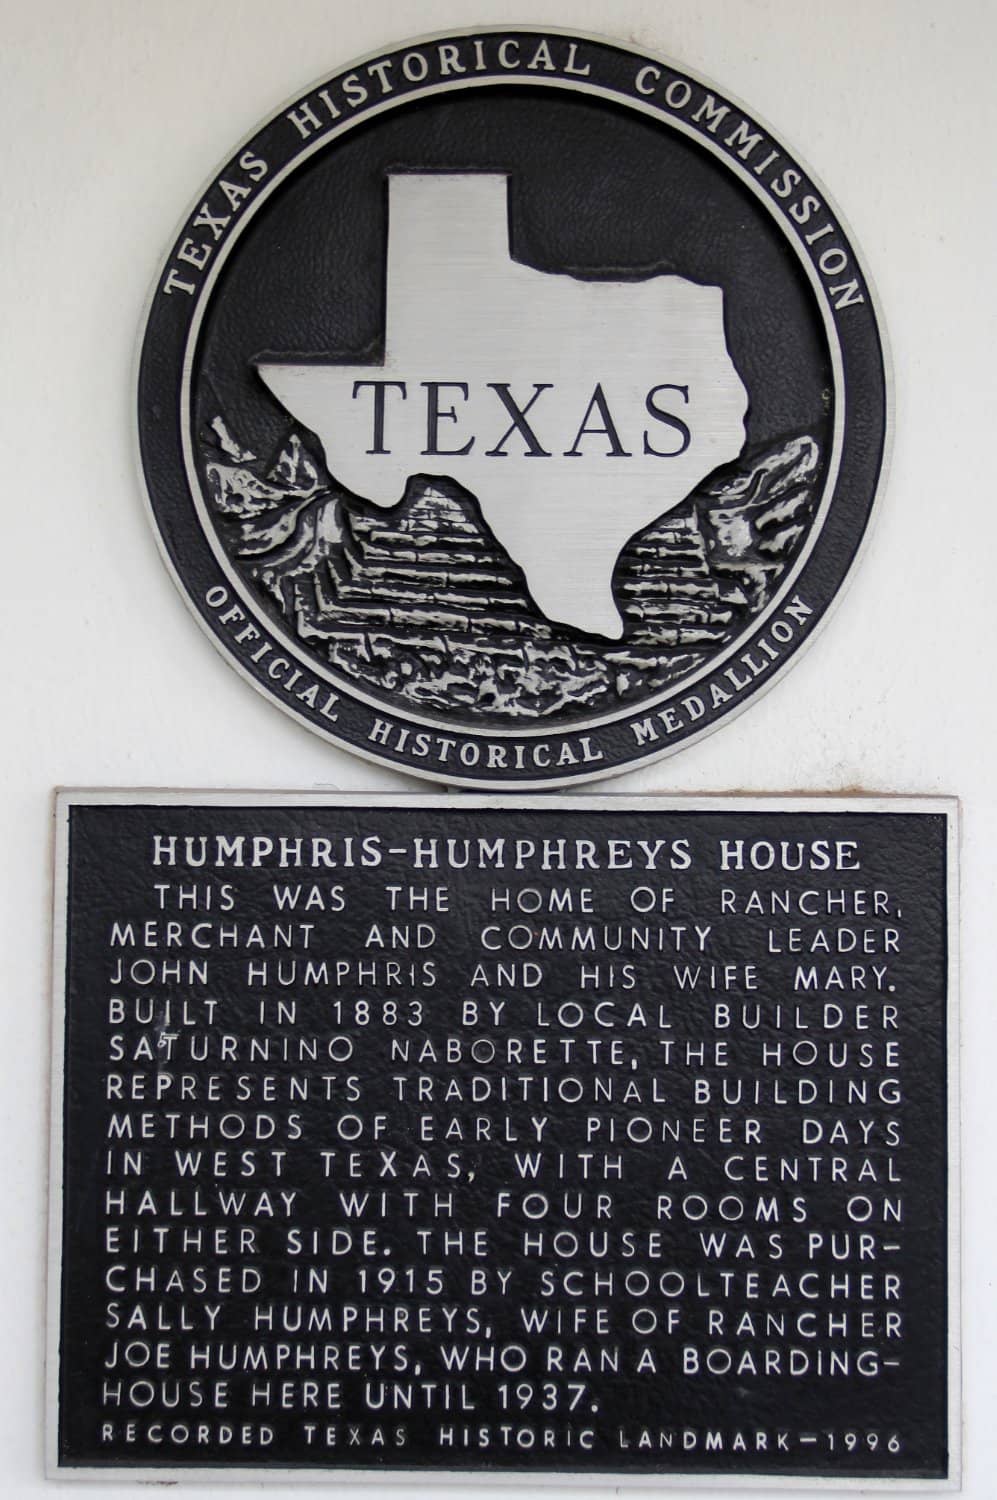 TEXAS HISTORICAL COMMISSION
TEXAS
OFFICIAL HISTORICAL MEDALLION
HUMPHRIS-HUMPHREYS HOUSE
THIS WAS THE HOME OF RANCHER,
MERCHANT AND COMMUNITY LEADER
JOHN HUMPHRIS AND HIS WIFE MARY.
BUILT IN 1883 BY LOCAL BUILDER
SATURNINO NABORETTE, THE HOUSE
REPRESENTS TRADITIONAL BUILDING
METHODS OF EARLY PIONEER DAYS
IN WEST TEXAS, WITH A CENTRAL
HALLWAY WITH FOUR ROOMS ON
EITHER SIDE. THE HOUSE WAS PUR-
CHASED IN 1915 BY SCHOOLTEACHER
SALLY HUMPHREYS, WIFE OF RANCHER
JOE HUMPHREYS, WHO RAN A BOARDING-
HOUSE HERE UNTIL 1937.
RECORDED TEXAS HISTORIC LANDMARK-1996